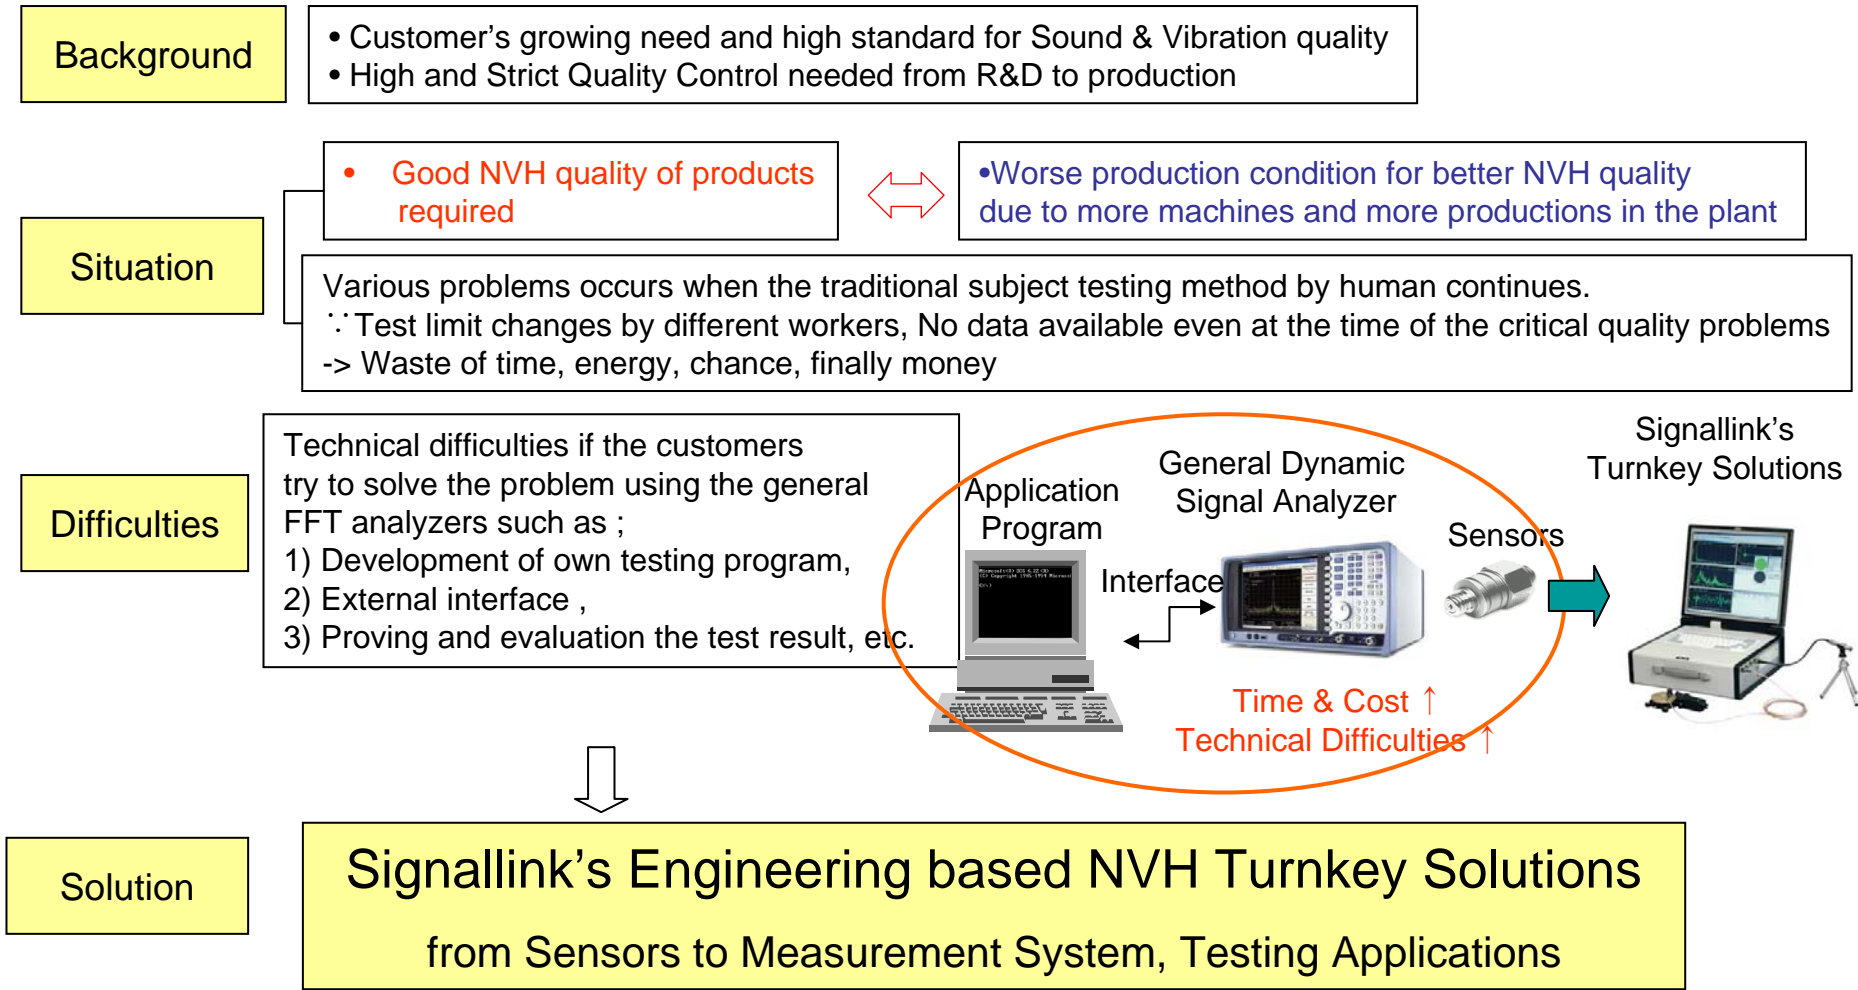 Background
• Customer’s growing need and high standard for Sound & Vibration quality
• High and Strict Quality Control needed from R&D to production
Situation
• Good NVH quality of products
required
•Worse production condition for better NVH quality
due to more machines and more productions in the plant
Various problems occurs when the traditional subject testing method by human continues.
∵Test limit changes by different workers, No data available even at the time of the critical quality problems
-> Waste of time, energy, chance, finally money
Difficulties
Technical difficulties if the customers
try to solve the problem using the general
FFT analyzers such as ;
1) Development of own testing program,
2) External interface ,
3) Proving and evaluation the test result, etc.
Application
Program
Interface
General Dynamic
Signal Analyzer
Sensors
Time & Cost ↑
Technical Difficulties ↑
Signallink’s
Turnkey Solutions
Solution
Signallink’s Engineering based NVH Turnkey Solutions
from Sensors to Measurement System, Testing Applications